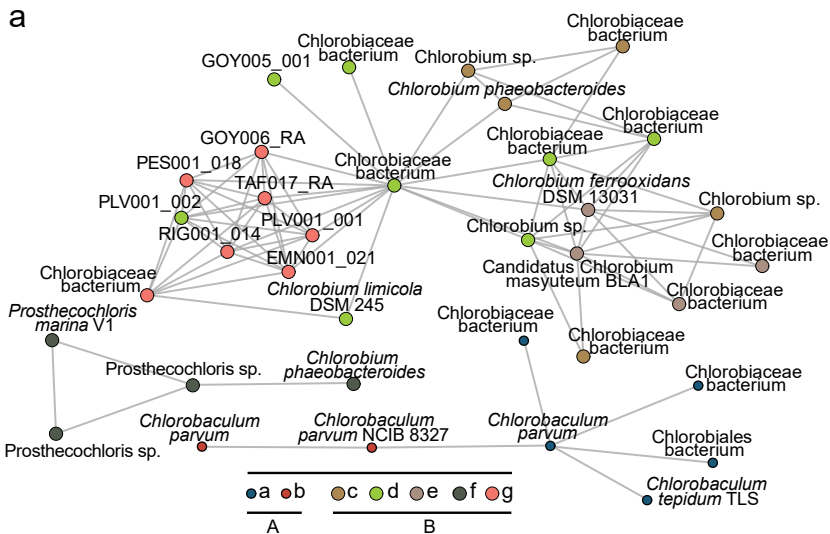 a
Chlorobiaceae
bacterium
GOY005_001
Chlorobiaceae
bacterium
Chlorobium sp.
Chlorobium phaeobacteroides
Chlorobiaceae
bacterium
GOY006_RA
Chlorobiaceae
bacterium
Chlorobiaceae
bacterium
PES001_018
TAF017_RA
Chlorobium ferrooxidans
DSM 13031
PLV001_002
PLV001_001
Chlorobium sp.
RIG001_014
Chlorobium sp.
EMN001_021
Chlorobiaceae
bacterium
Chlorobiaceae
bacterium
Candidatus Chlorobium
masyuteum BLA1
Chlorobium limicola
DSM 245
Chlorobiaceae
bacterium
Prosthecochloris
marina V1
Chlorobiaceae
bacterium
Chlorobiaceae
bacterium
Prosthecochloris sp.
Chlorobium
phaeobacteroides
Chlorobiaceae
bacterium
Prosthecochloris sp.
Chlorobaculum
parvum
Chlorobaculum
parvum NCIB 8327
Chlorobaculum
parvum
Chlorobiales
bacterium
Chlorobaculum
tepidum TLS
a b c d e f g
A B